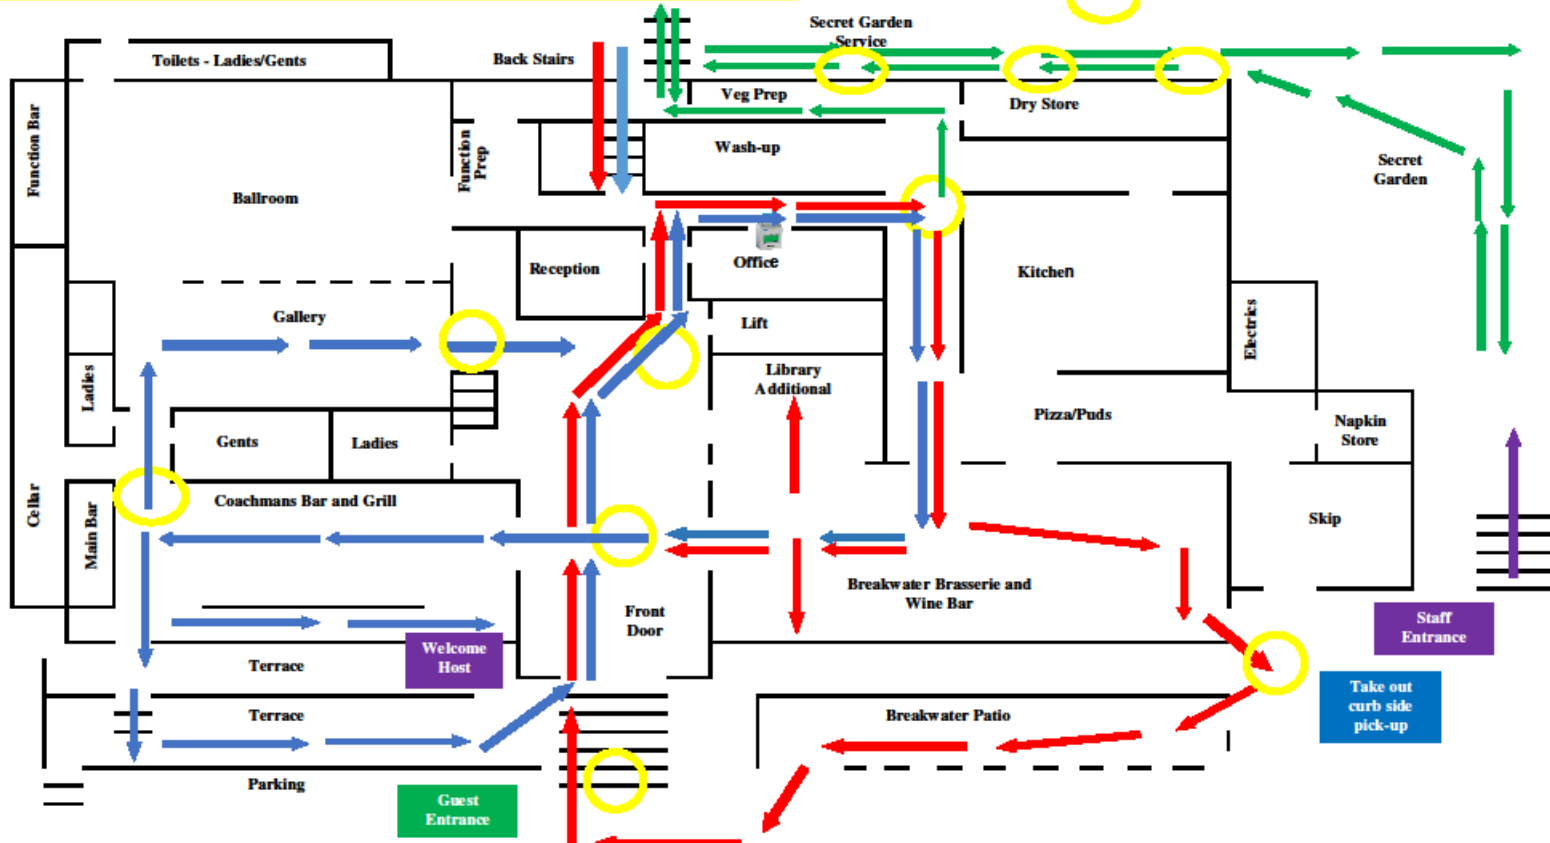 Secret Garden
Service
Toilets - Ladies/Gents
Back Stairs
Veg Prep
Dry Store
Function Bar
Function
Prep
Wash-up
Secret
Garden
Ballroom
Reception
Office
Kitchen
Gallery
Lift
Electrics
Library
Additional
Ladies
Pizza/Puds
Napkin
Store
Gents
Ladies
Cellar
Main Bar
Coachmans Bar and Grill
Skip
Breakwater Brasserie and
Wine Bar
Front
Door
Staff
Entrance
Welcome
Host
Terrace
Take out
curb side
pick-up
Terrace
Breakwater Patio
Parking
Guest
Entrance